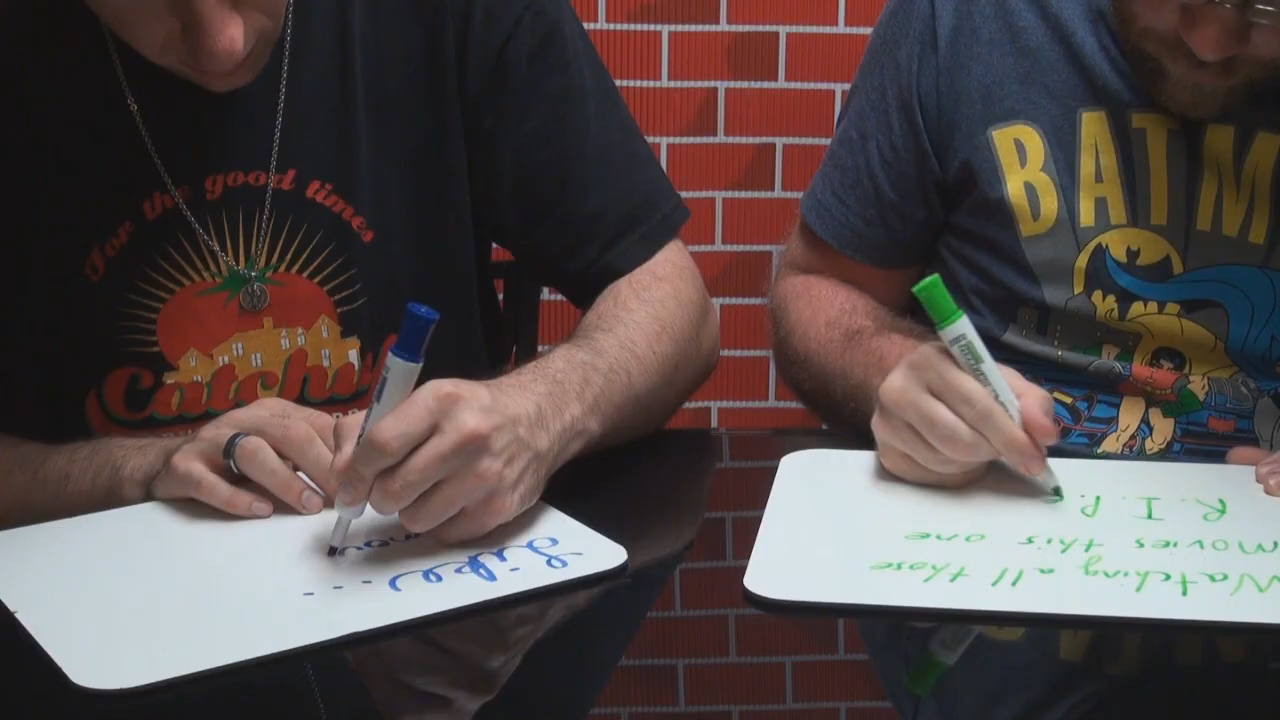 For the good times
Catchu
BATM
Like...
Watching all those
movies this one
R.I.P.